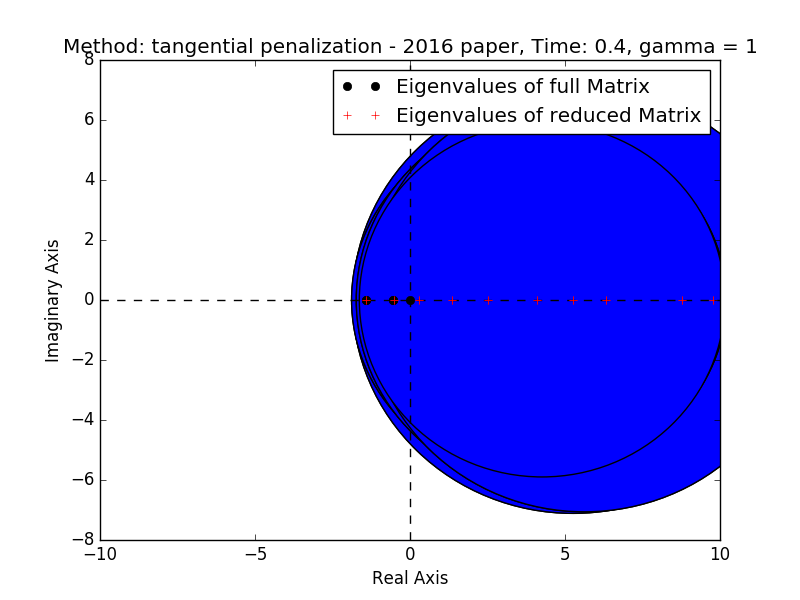 Method: tangential penalization - 2016 paper, Time: 0.4, gamma = 1
Eigenvalues of full Matrix
Eigenvalues of reduced Matrix
8
6
4
2
0
−2
−4
−6
−8
Imaginary Axis
−10 −5 0 5 10
Real Axis